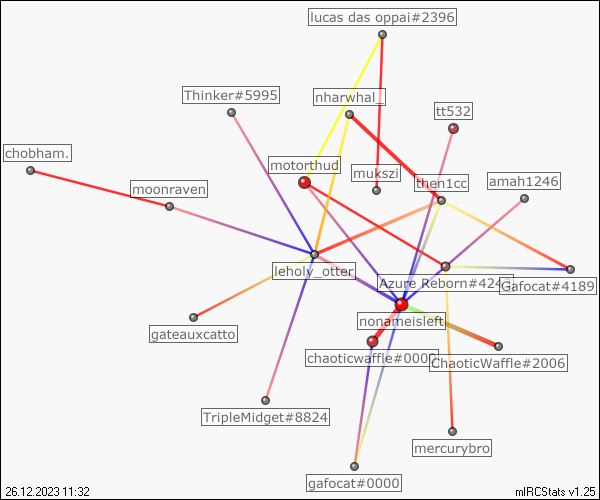 lucas das oppai#2396
Thinker#5995
nharwhal_
tt532
chobham.
motorthud
mukszi
then1cc
amah1246
moonraven
leholy_otter
Azure Reborn#424
Gafocat#4189
nonameisleft
gateauxcatto
chaoticwaffle#000
ChaoticWaffle#2006
TripleMidget#8824
mercurybro
gafocat#0000
26.12.2023 11:32
mIRCStats v1.25